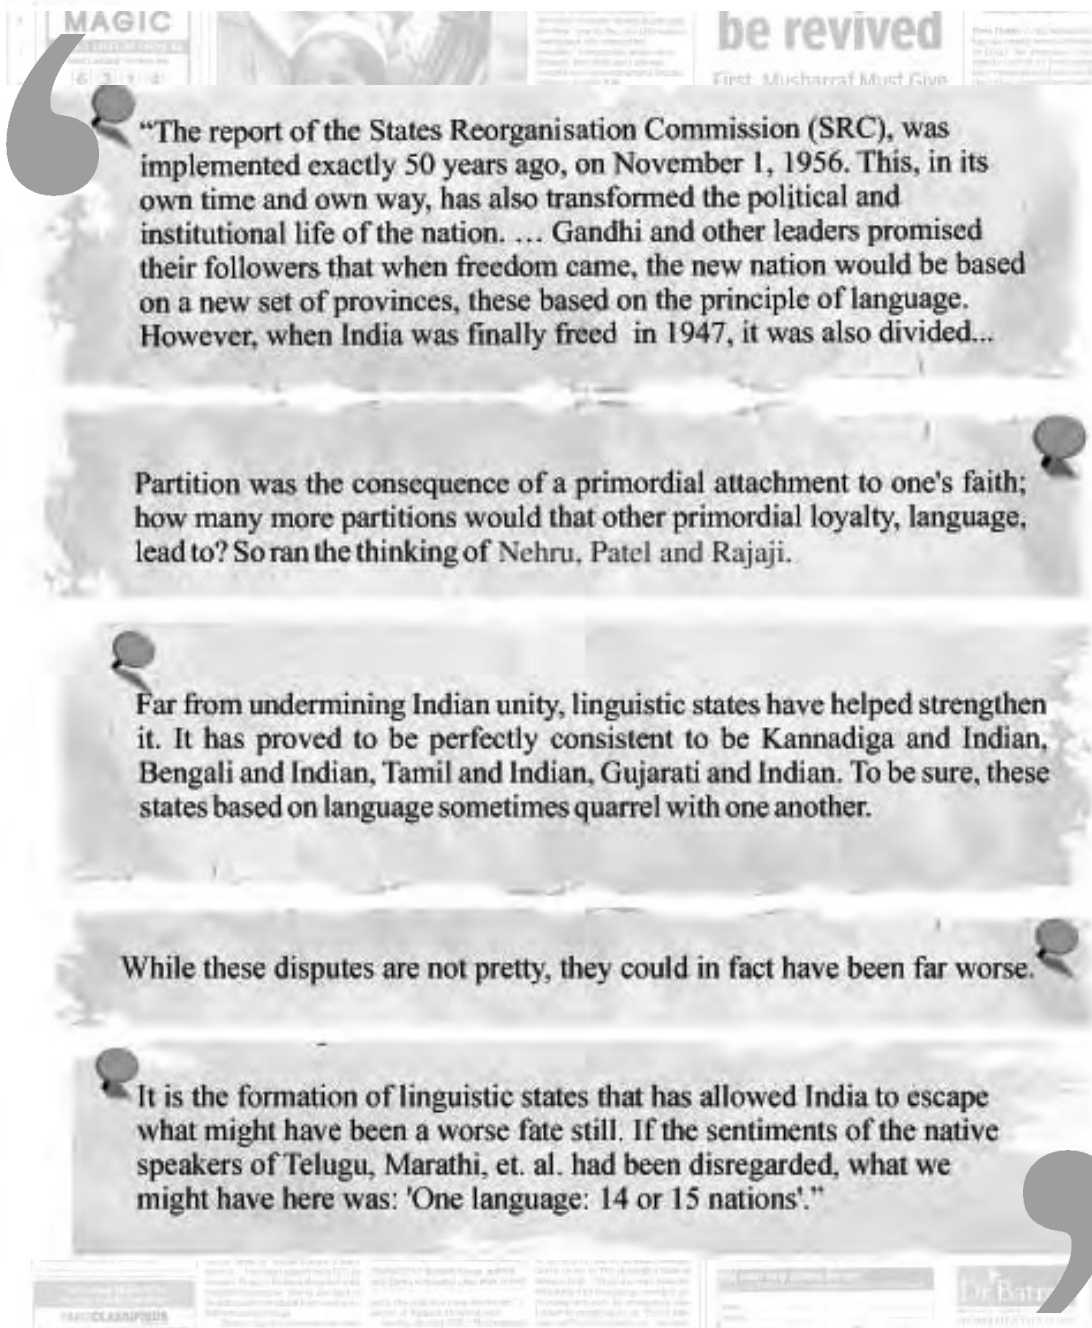 MAGIC
6 2 1 4
be revived
First, Musharraf Must Give
“The report of the States Reorganisation Commission (SRC), was
implemented exactly 50 years ago, on November 1, 1956. This, in its
own time and own way, has also transformed the political and
institutional life of the nation. … Gandhi and other leaders promised
their followers that when freedom came, the new nation would be based
on a new set of provinces, these based on the principle of language.
However, when India was finally freed in 1947, it was also divided...
Partition was the consequence of a primordial attachment to one's faith;
how many more partitions would that other primordial loyalty, language,
lead to? So ran the thinking of Nehru, Patel and Rajaji.
Far from undermining Indian unity, linguistic states have helped strengthen
it. It has proved to be perfectly consistent to be Kannadiga and Indian,
Bengali and Indian, Tamil and Indian, Gujarati and Indian. To be sure, these
states based on language sometimes quarrel with one another.
While these disputes are not pretty, they could in fact have been far worse.
It is the formation of linguistic states that has allowed India to escape
what might have been a worse fate still. If the sentiments of the native
speakers of Telugu, Marathi, et. al. had been disregarded, what we
might have here was: 'One language: 14 or 15 nations'.”
CLASSIFIEDS
Dr Batra